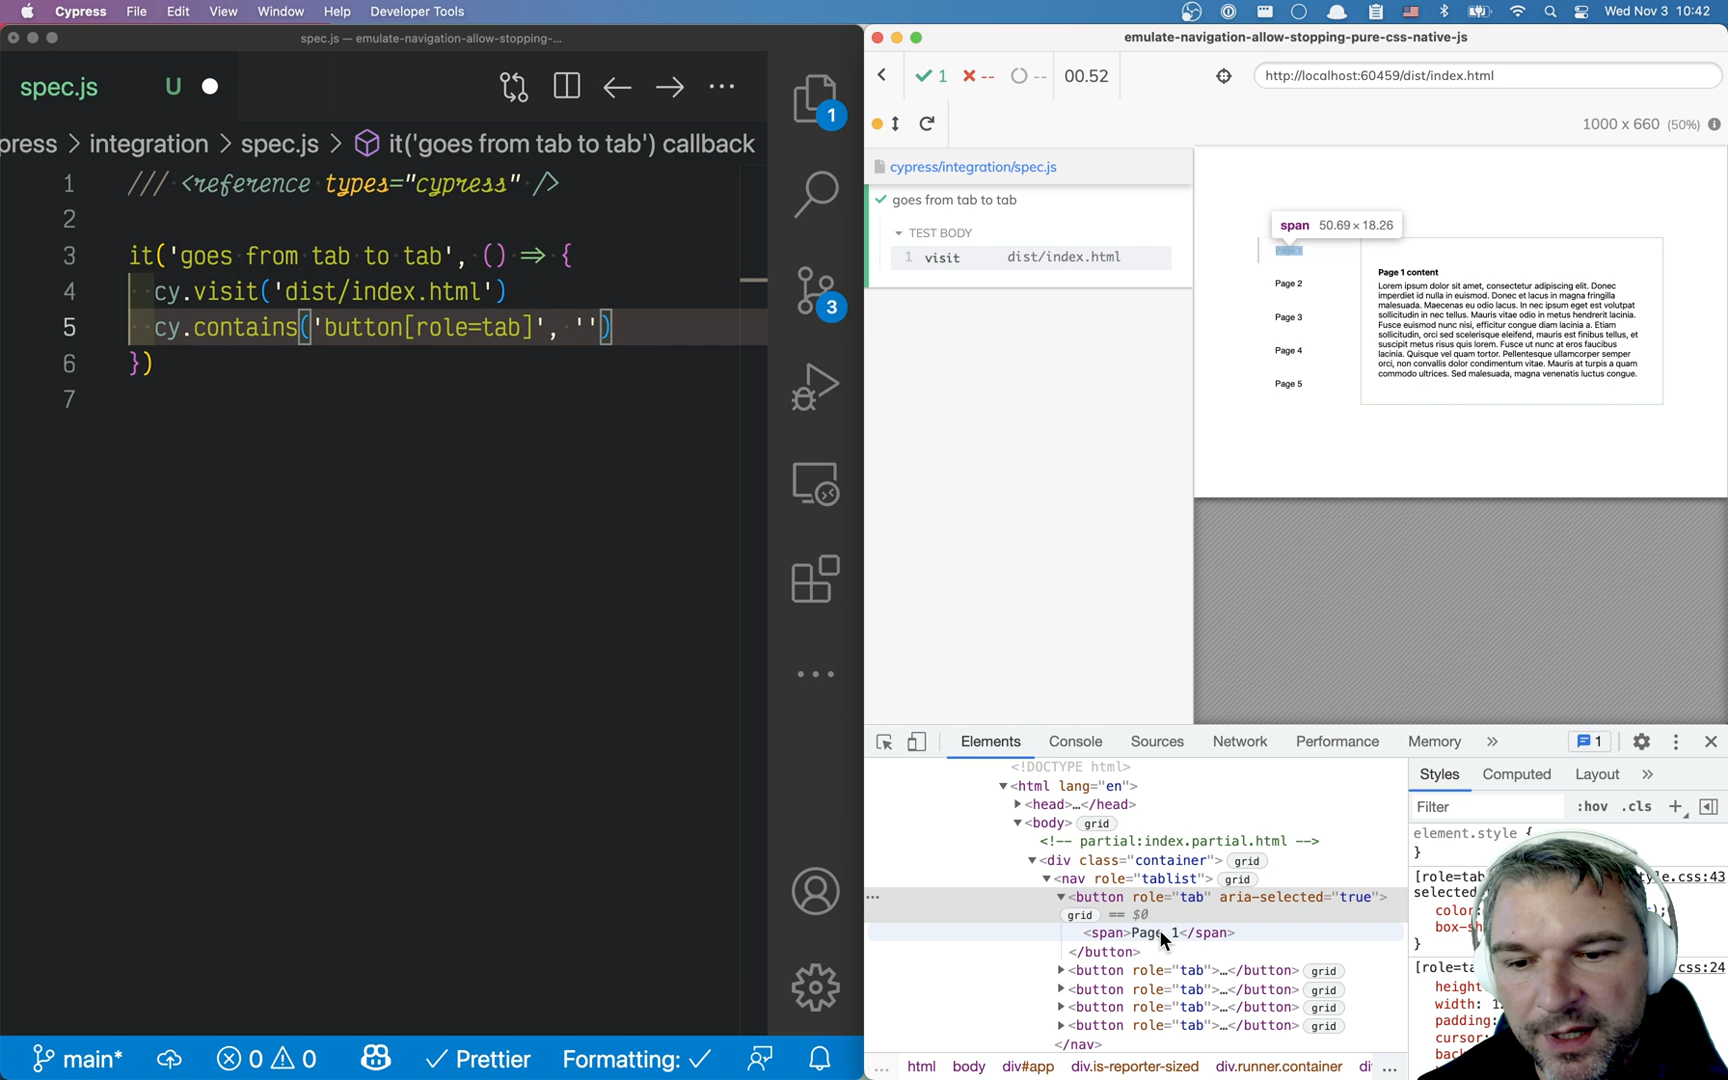 Cypress File Edit View Window Help Developer Tools Wed Nov 3 10:42
spec.js — emulate-navigation-allow-stopping-...
spec.js U
press > integration > spec.js > it('goes from tab to tab') callback
1 /// <reference types="cypress" />
2
3 it('goes from tab to tab', () => {
4 cy.visit('dist/index.html')
5 cy.contains('button[role=tab]', '')
6 })
7
1
3
main* 0 0 Prettier Formatting:
emulate-navigation-allow-stopping-pure-css-native-js
1 -- -- 00.52 http://localhost:60459/dist/index.html
1000 x 660 (50%)
cypress/integration/spec.js
goes from tab to tab
TEST BODY
1 visit dist/index.html
span 50.69 × 18.26
Page 1
Page 2
Page 3
Page 4
Page 5
Page 1 content
Lorem ipsum dolor sit amet, consectetur adipiscing elit. Donec
imperdiet id nulla in euismod. Donec et lacus in magna fringilla
malesuada. Maecenas eu odio lacus. In nec ipsum eget est volutpat
sollicitudin in nec tellus. Mauris vitae odio in metus hendrerit lacinia.
Fusce euismod nunc nisi, efficitur congue diam lacinia a. Etiam
sollicitudin, orci sed scelerisque eleifend, mauris est finibus tellus, et
suscipit metus risus quis lorem. Fusce ut nunc at eros faucibus
lacinia. Quisque vel quam tortor. Pellentesque ullamcorper semper
orci, non convallis dolor condimentum vitae. Mauris at turpis a quam
commodo ultrices. Sed malesuada, magna venenatis luctus congue.
Elements Console Sources Network Performance Memory 1
<!DOCTYPE html>
<html lang="en">
<head>…</head>
<body> grid
<!-- partial:index.partial.html -->
<div class="container"> grid
<nav role="tablist"> grid
<button role="tab" aria-selected="true">
grid == $0
<span>Page 1</span>
</button>
<button role="tab">…</button> grid
<button role="tab">…</button> grid
<button role="tab">…</button> grid
<button role="tab">…</button> grid
</nav>
... html body div#app div.is-reporter-sized div.runner.container di ...
Styles Computed Layout
Filter :hov .cls
element.style {
}
[role=tab
selected
color:
box-sh
}
[role=ta css:24
heigh
width: 1
padding:
cursor:
back